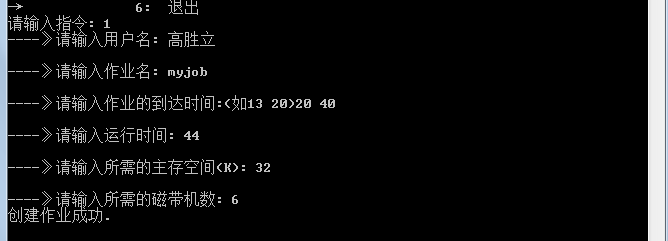 → 6: 退出
请输入指令: 1
----》请输入用户名: 高胜立
----》请输入作业名: myjob
----》请输入作业的到达时间:(如13 20)20 40
----》请输入运行时间: 44
----》请输入所需的主存空间(K): 32
----》请输入所需的磁带机数: 6
创建作业成功.